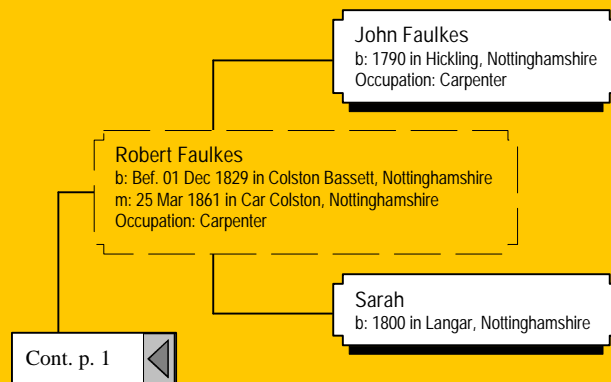 John Faulkes
b: 1790 in Hickling, Nottinghamshire
Occupation: Carpenter
Robert Faulkes
b: Bef. 01 Dec 1829 in Colston Bassett, Nottinghamshire
m: 25 Mar 1861 in Car Colston, Nottinghamshire
Occupation: Carpenter
Sarah
b: 1800 in Langar, Nottinghamshire
Cont. p. 1